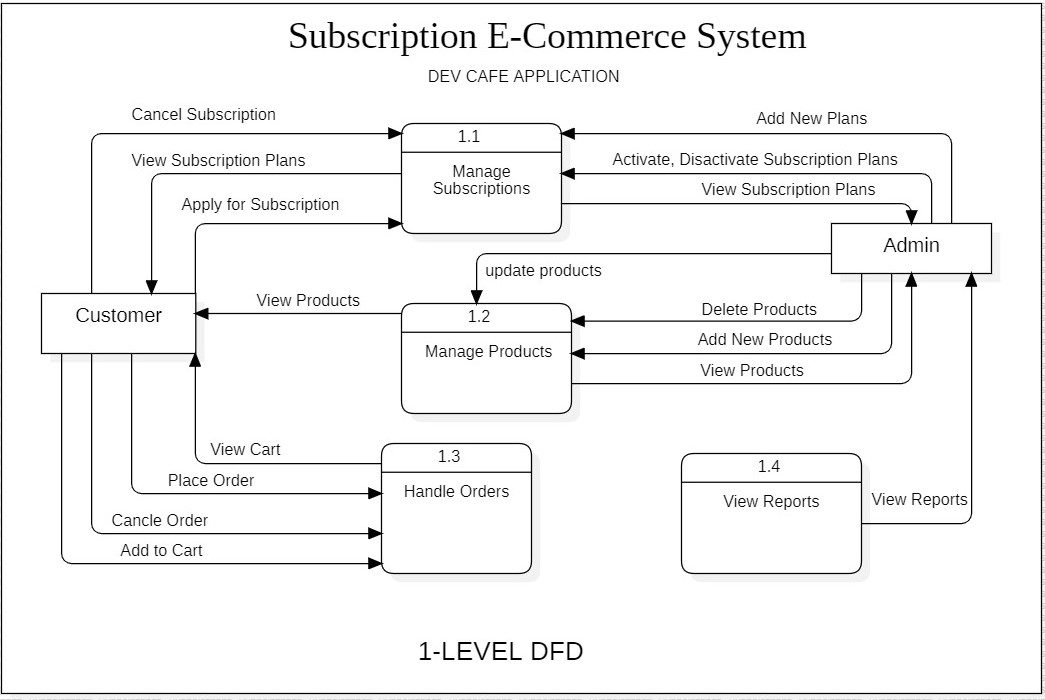 Subscription E-Commerce System
DEV CAFE APPLICATION
Cancel Subscription
1.1
Add New Plans
View Subscription Plans
Manage
Subscriptions
Activate, Disactivate Subscription Plans
View Subscription Plans
Apply for Subscription
Admin
update products
View Products
Customer
1.2
Delete Products
Manage Products
Add New Products
View Products
View Cart
1.3
1.4
Place Order
Handle Orders
View Reports
View Reports
Cancle Order
Add to Cart
1-LEVEL DFD